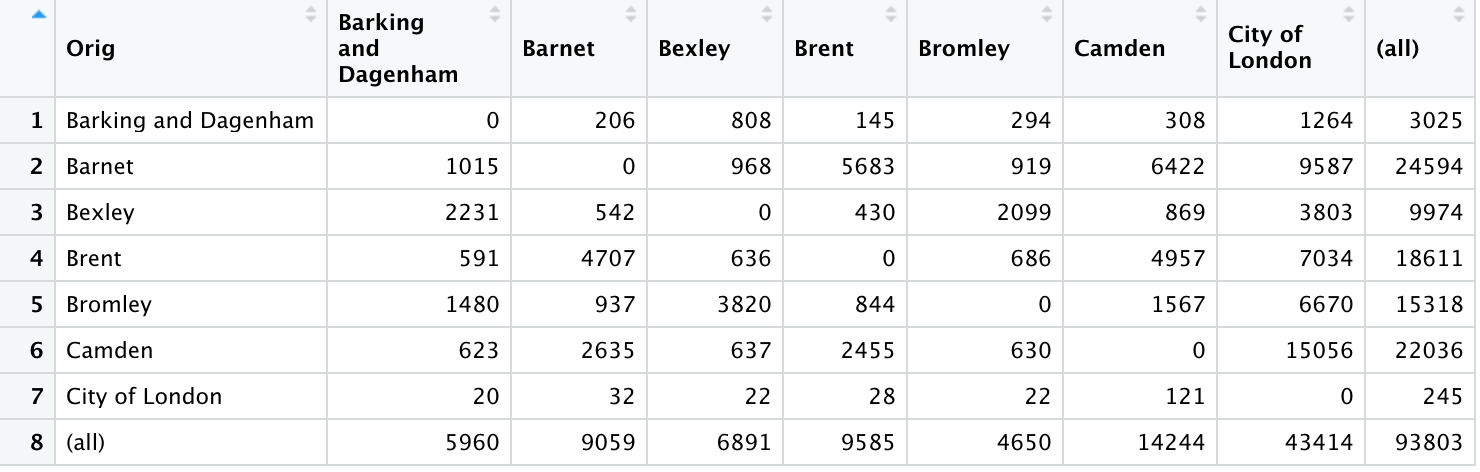 Orig Barking and Dagenham Barnet Bexley Brent Bromley Camden City of London (all)
1 Barking and Dagenham 0 206 808 145 294 308 1264 3025
2 Barnet 1015 0 968 5683 919 6422 9587 24594
3 Bexley 2231 542 0 430 2099 869 3803 9974
4 Brent 591 4707 636 0 686 4957 7034 18611
5 Bromley 1480 937 3820 844 0 1567 6670 15318
6 Camden 623 2635 637 2455 630 0 15056 22036
7 City of London 20 32 22 28 22 121 0 245
8 (all) 5960 9059 6891 9585 4650 14244 43414 93803